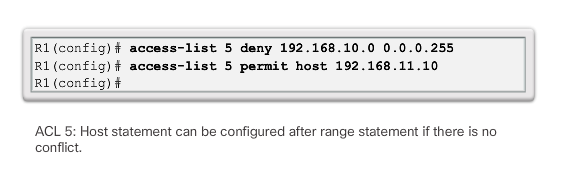 R1(config)# access-list 5 deny 192.168.10.0 0.0.0.255
R1(config)# access-list 5 permit host 192.168.11.10
R1(config)#
ACL 5: Host statement can be configured after range statement if there is no
conflict.